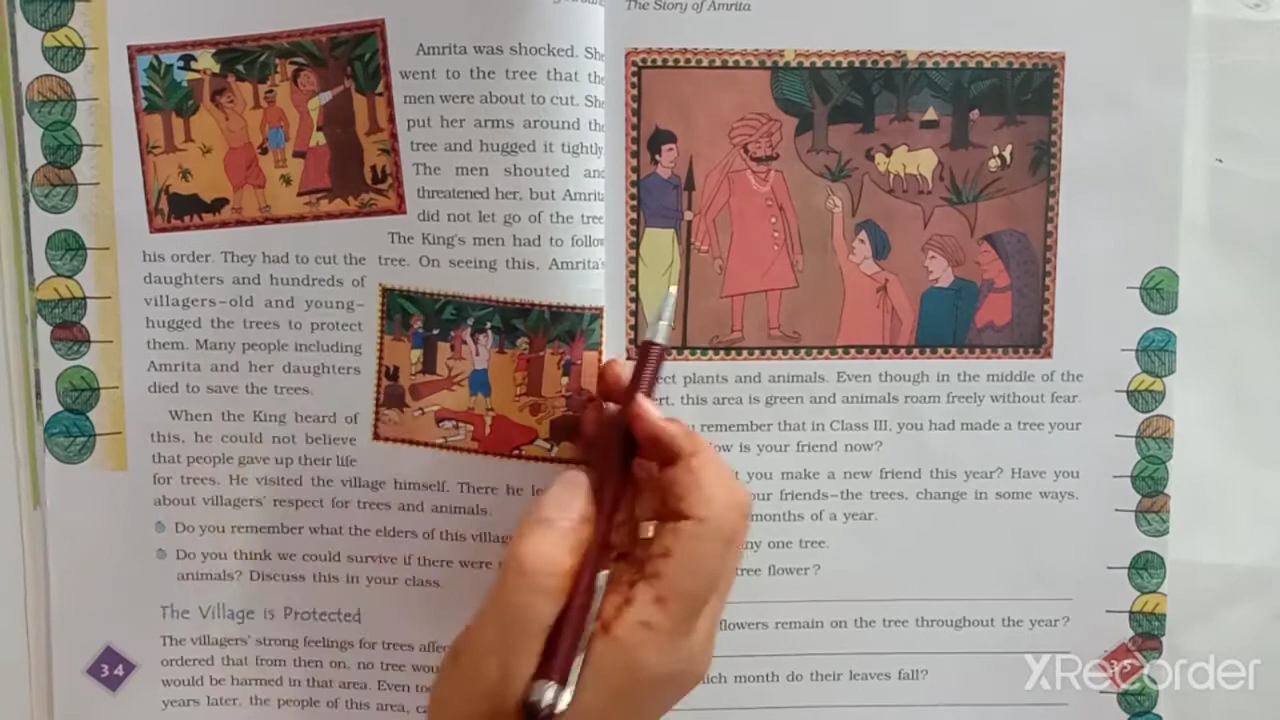 The Story of Amrita
Amrita was shocked. She
went to the tree that the
men were about to cut. She
put her arms around the
tree and hugged it tightly
The men shouted and
threatened her, but Amrita
did not let go of the tree
The King's men had to follow
his order. They had to cut the tree. On seeing this, Amrita's
daughters and hundreds of
villagers–old and young–
hugged the trees to protect
them. Many people including
Amrita and her daughters
died to save the trees.
When the King heard of
this, he could not believe
that people gave up their life
for trees. He visited the village himself. There he
about villagers' respect for trees and animals.
Do you remember what the elders of this
Do you think we could survive if there were
animals? Discuss this in your class
The Village is Protected
The villagers' strong feelings for trees
ordered that from then on, no tree
would be harmed in that area. Even
years later, the people of this area,
34
plants and animals. Even though in the middle of the
this area is green and animals roam freely without fear.
remember that in Class III, you had made a tree your
is your friend now?
you make a new friend this year? Have you
friends–the trees, change in some ways,
months of a year.
one tree.
tree flower?
flowers remain on the tree throughout the year?
month do their leaves fall?
35
XRecorder